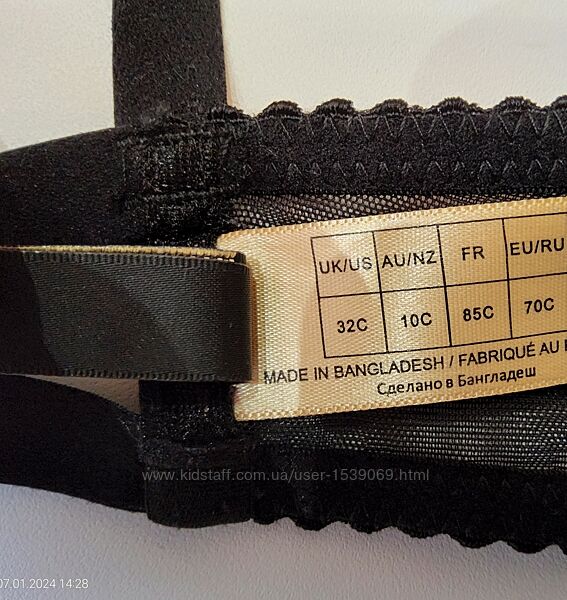 UK/US AU/NZ FR EU/RU
32C 10C 85C 70C
MADE IN BANGLADESH / FABRIQUÉ AU
Сделано в Бангладеш
www.kidstaff.com.ua/user-1539069.html
07.01.2024 14:28